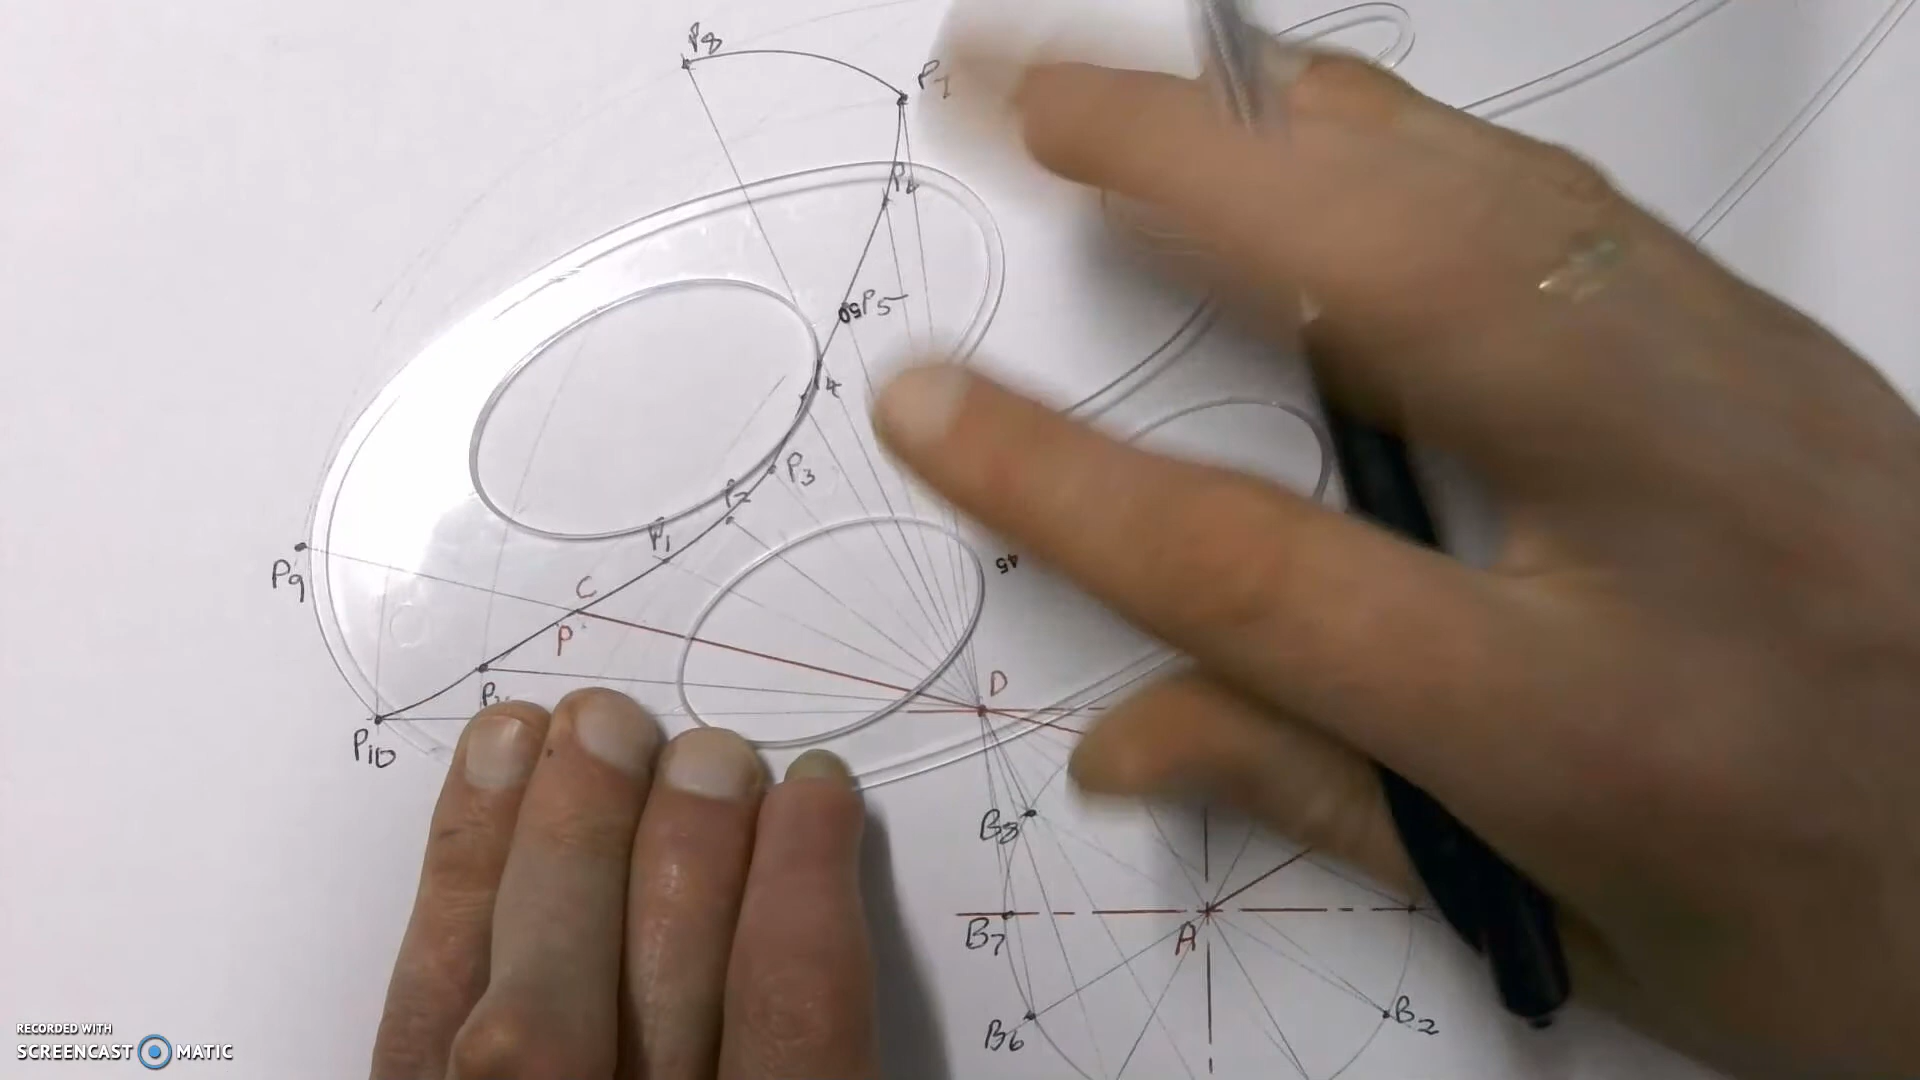 P8
P7
P6
50
P5
P4
P3
P2
P1
45
P9
C
P
D
P10
B8
B7
A
B6
B2
RECORDED WITH
SCREENCAST MATIC